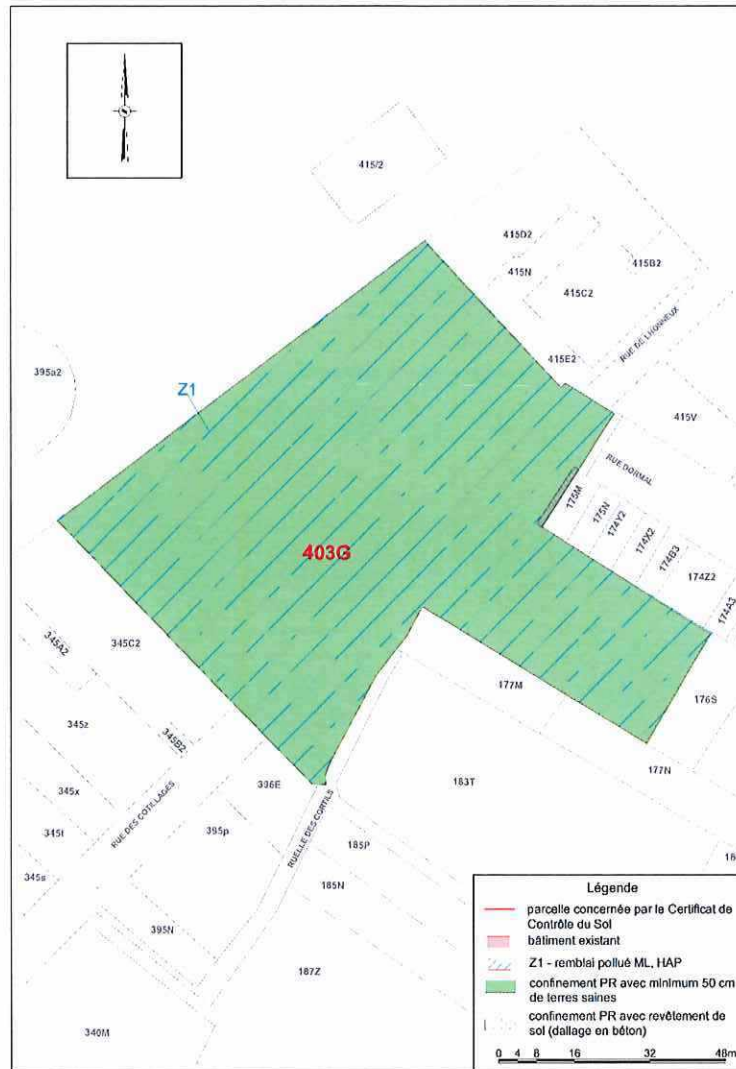 415/2
415D2
415N
415B2
415C2
415E2
RUE DE LHONNEUX
395a2
Z1
415V
RUE DORMAL
175M
175N
174Y2
174X2
174B3
174Z2
174A3
403G
345A2
345C2
177M
176S
345z
345B2
177N
345x
396E
183T
345t
RUE DES COTELAGES
395p
RUELLE DES CORTILS
185P
345s
185N
395N
187Z
340M
Légende
parcelle concernée par le Certificat de
Contrôle du Sol
bâtiment existant
Z1 - remblai pollué ML, HAP
confinement PR avec minimum 50 cm
de terres saines
confinement PR avec revêtement de
sol (dallage en béton)
0 4 8 16 32 48m